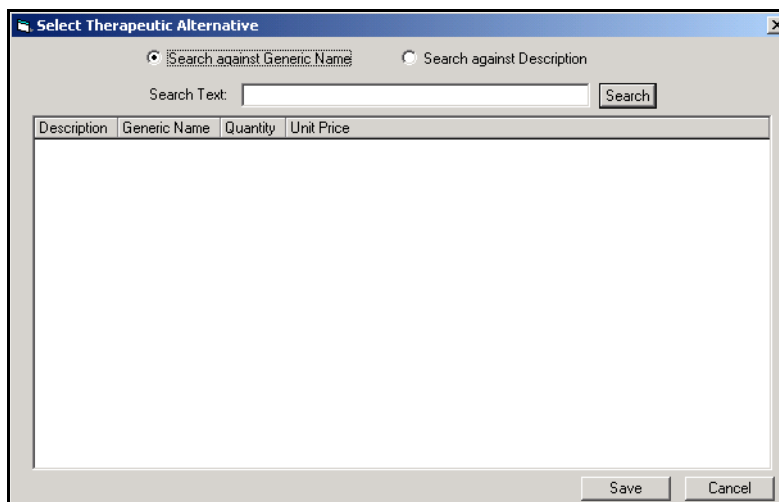 Select Therapeutic Alternative
Search against Generic Name Search against Description
Search Text: Search
Description Generic Name Quantity Unit Price
Save Cancel